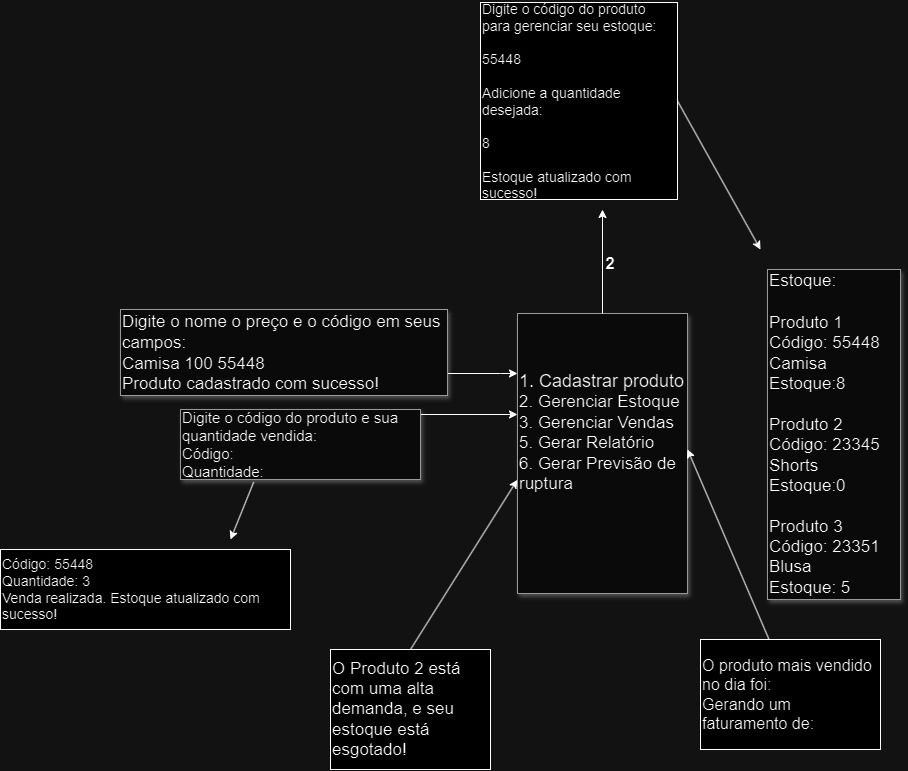 Digite o código do produto
para gerenciar seu estoque:
55448
Adicione a quantidade
desejada:
8
Estoque atualizado com
sucesso!
2
Estoque:
Produto 1
Código: 55448
Camisa
Estoque:8
Produto 2
Código: 23345
Shorts
Estoque:0
Produto 3
Código: 23351
Blusa
Estoque: 5
Digite o nome o preço e o código em seus
campos:
Camisa 100 55448
Produto cadastrado com sucesso!
1. Cadastrar produto
2. Gerenciar Estoque
3. Gerenciar Vendas
5. Gerar Relatório
6. Gerar Previsão de
ruptura
Digite o código do produto e sua
quantidade vendida:
Código:
Quantidade:
Código: 55448
Quantidade: 3
Venda realizada. Estoque atualizado com
sucesso!
O Produto 2 está
com uma alta
demanda, e seu
estoque está
esgotado!
O produto mais vendido
no dia foi:
Gerando um
faturamento de: